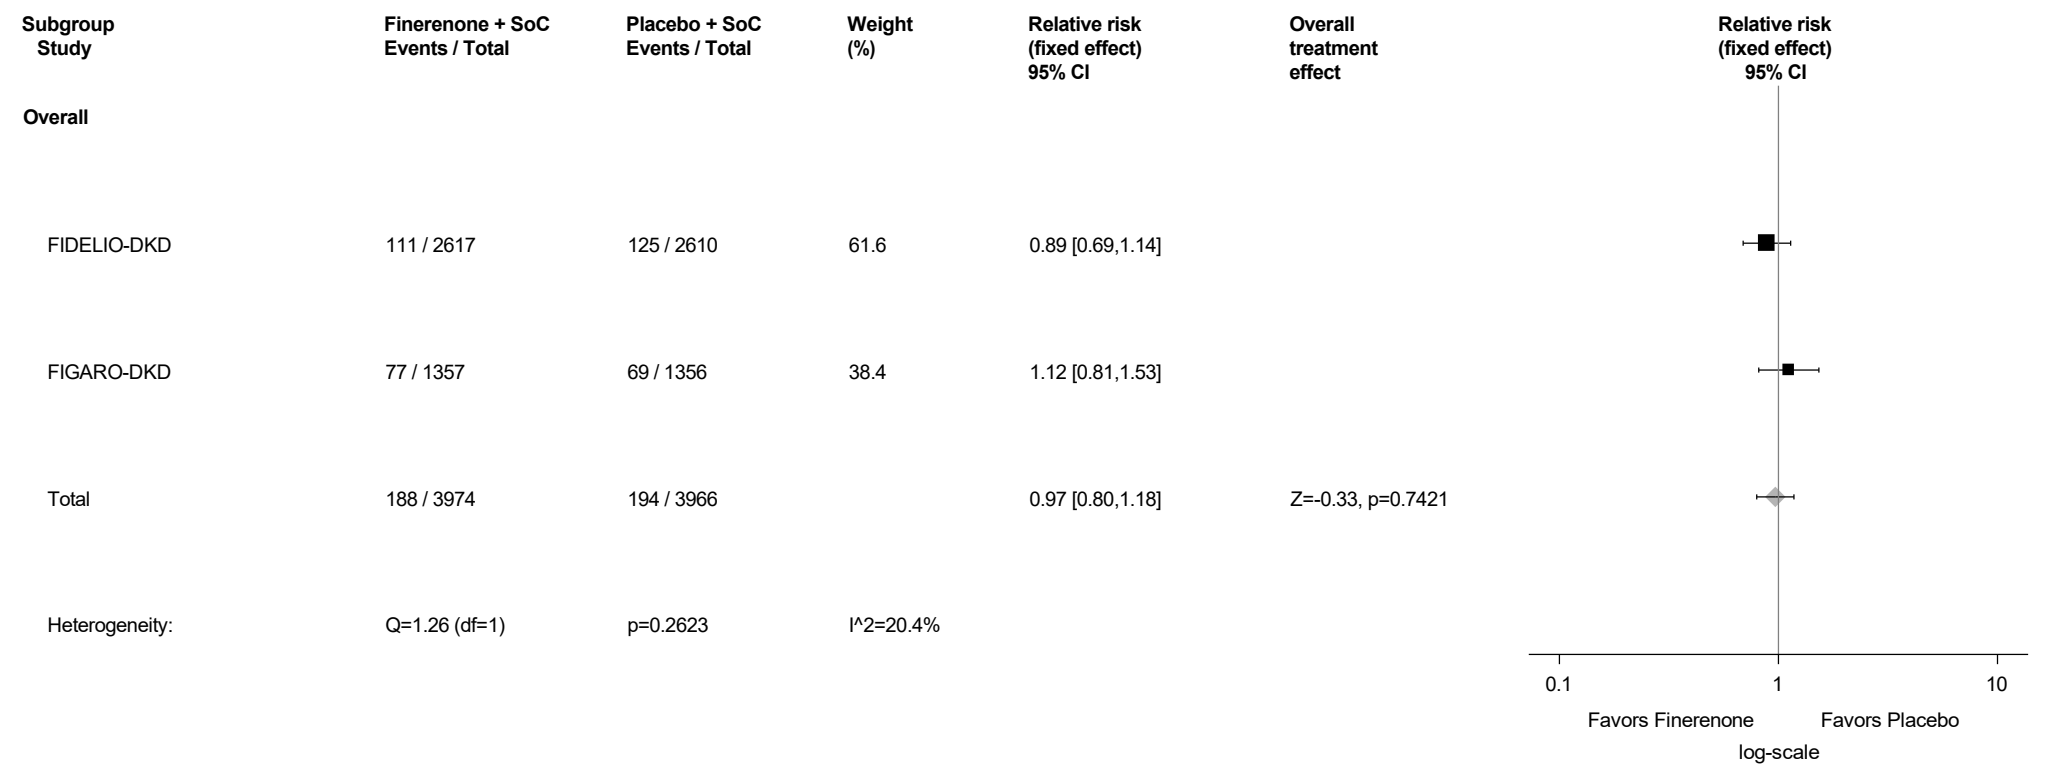 Subgroup Finerenone + SoC Placebo + SoC Weight Relative risk Overall Relative risk
Study Events / Total Events / Total (%) (fixed effect) treatment (fixed effect)
95% CI effect 95% CI
Overall
FIDELIO-DKD 111 / 2617 125 / 2610 61.6 0.89 [0.69,1.14]
FIGARO-DKD 77 / 1357 69 / 1356 38.4 1.12 [0.81,1.53]
Total 188 / 3974 194 / 3966 0.97 [0.80,1.18] Z=-0.33, p=0.7421
Heterogeneity: Q=1.26 (df=1) p=0.2623 I^2=20.4%
0.1 1 10
Favors Finerenone Favors Placebo
log-scale